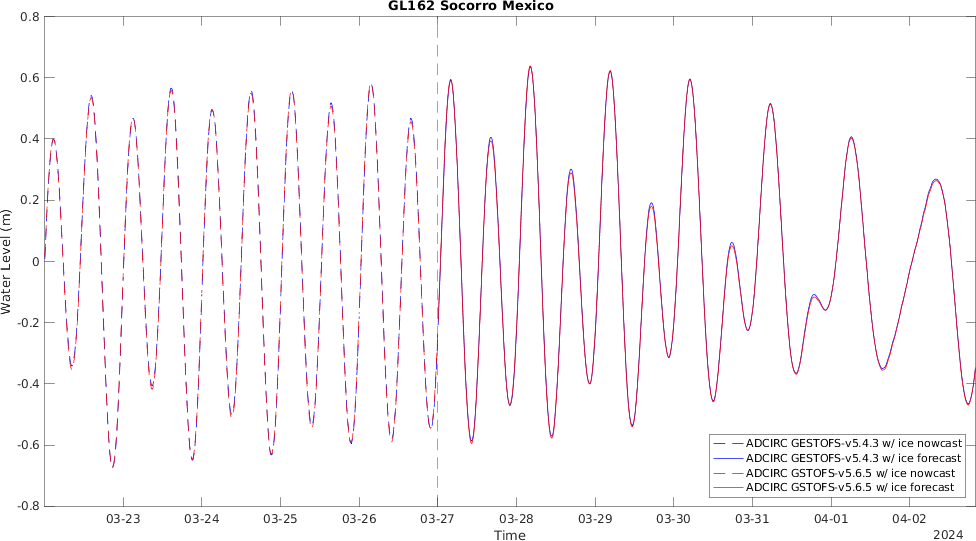 GL162 Socorro Mexico
0.8
0.6
0.4
0.2
0
-0.2
-0.4
-0.6
-0.8
Water Level (m)
03-23 03-24 03-25 03-26 03-27 03-28 03-29 03-30 03-31 04-01 04-02
Time
2024
ADCIRC GESTOFS-v5.4.3 w/ ice nowcast
ADCIRC GESTOFS-v5.4.3 w/ ice forecast
ADCIRC GSTOFS-v5.6.5 w/ ice nowcast
ADCIRC GSTOFS-v5.6.5 w/ ice forecast